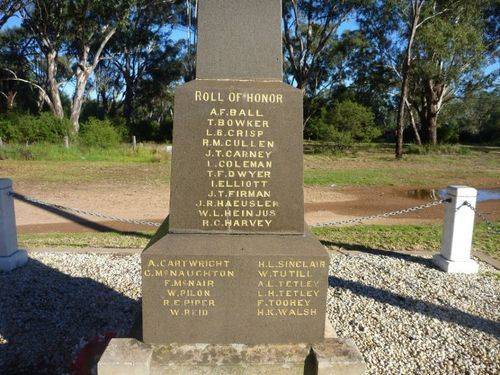 ROLL OF HONOR
A.F. BALL
T. BOWKER
L.B. CRISP
R.M. CULLEN
J.T. CARNEY
COLEMAN
T.F. DWYER
I. ELLIOTT
J.T. FIRMAN
J.R. HAEUSLER
W.L. HEINJUS
R.C. HARVEY
A. CARTWRIGHT
G. McNAUGHTON
F. McNAIR
W. PILON
R.E. PIPER
W. REID
H.L. SINCLAIR
W. TUTILL
A.L. TETLEY
L.H. TETLEY
F. TOOHEY
H.K. WALSH